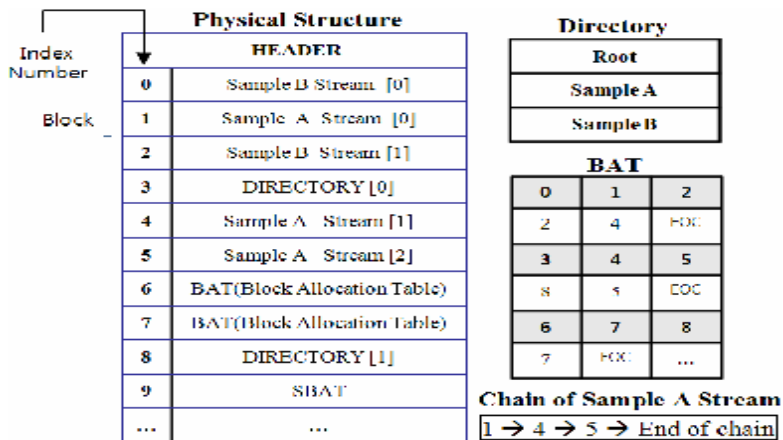 Physical Structure
Index
Number
Block
HEADER
0 Sample B Stream [0]
1 Sample A Stream [0]
2 Sample B Stream [1]
3 DIRECTORY [0]
4 Sample A Stream [1]
5 Sample A Stream [2]
6 BAT(Block Allocation Table)
7 BAT(Block Allocation Table)
8 DIRECTORY [1]
9 SBAT
... ...
Directory
Root
Sample A
Sample B
BAT
0 1 2
2 4 EOC
3 4 5
8 5 EOC
6 7 8
7 EOC ...
Chain of Sample A Stream
1 → 4 → 5 → End of chain